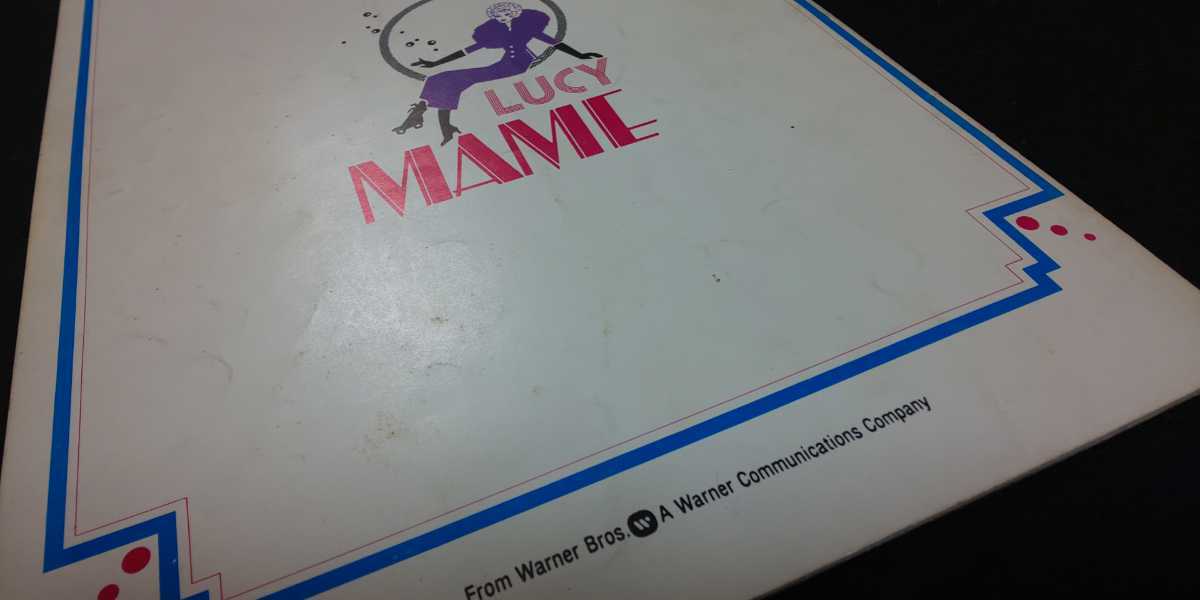 LUCY
MAME
From Warner Bros. W A Warner Communications Company